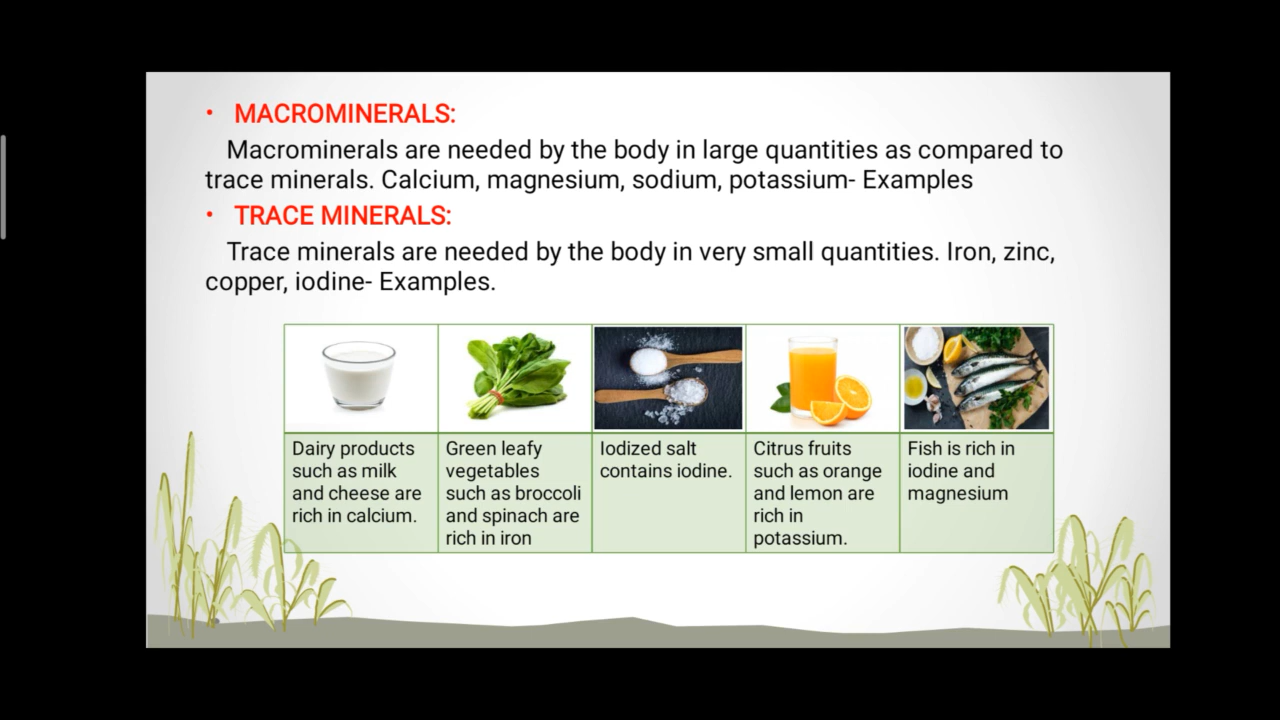 • MACROMINERALS:
Macrominerals are needed by the body in large quantities as compared to
trace minerals. Calcium, magnesium, sodium, potassium- Examples
• TRACE MINERALS:
Trace minerals are needed by the body in very small quantities. Iron, zinc,
copper, iodine- Examples.
Dairy products
such as milk
and cheese are
rich in calcium.
Green leafy
vegetables
such as broccoli
and spinach are
rich in iron
Iodized salt
contains iodine.
Citrus fruits
such as orange
and lemon are
rich in
potassium.
Fish is rich in
iodine and
magnesium